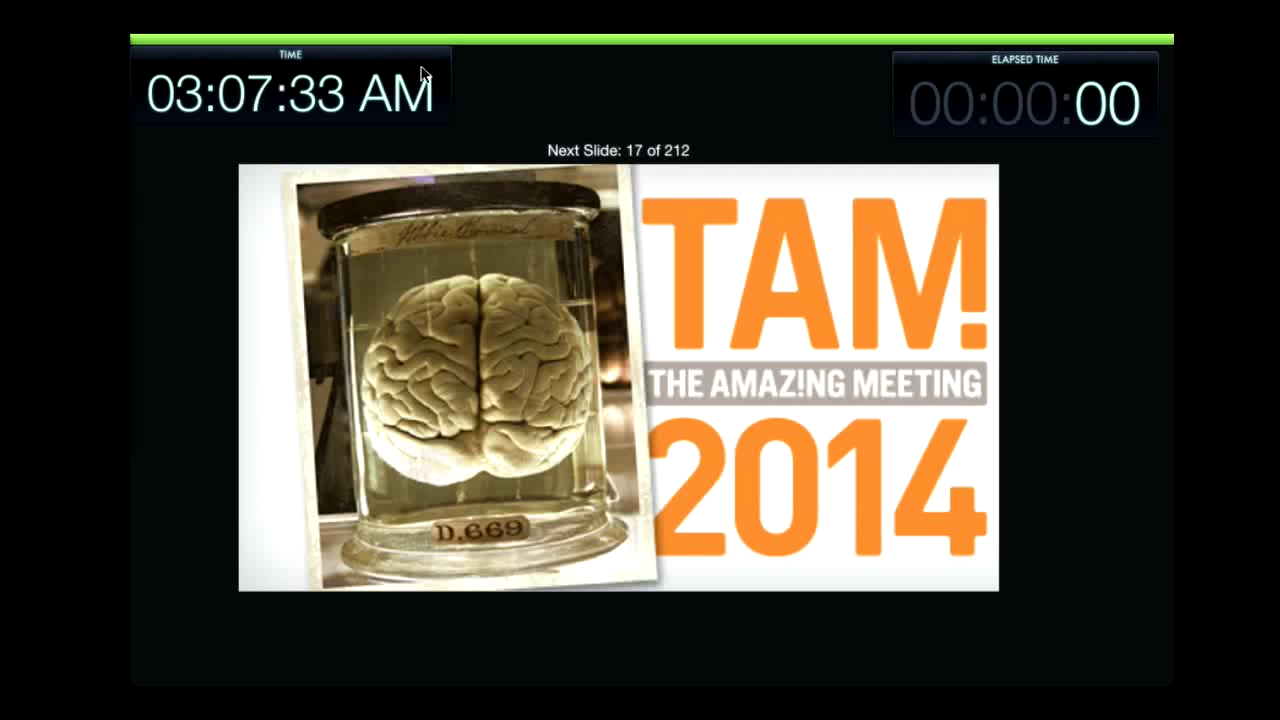 TIME
03:07:33 AM
ELAPSED TIME
00:00:00
Next Slide: 17 of 212
TAM!
THE AMAZ!NG MEETING
2014
D.669